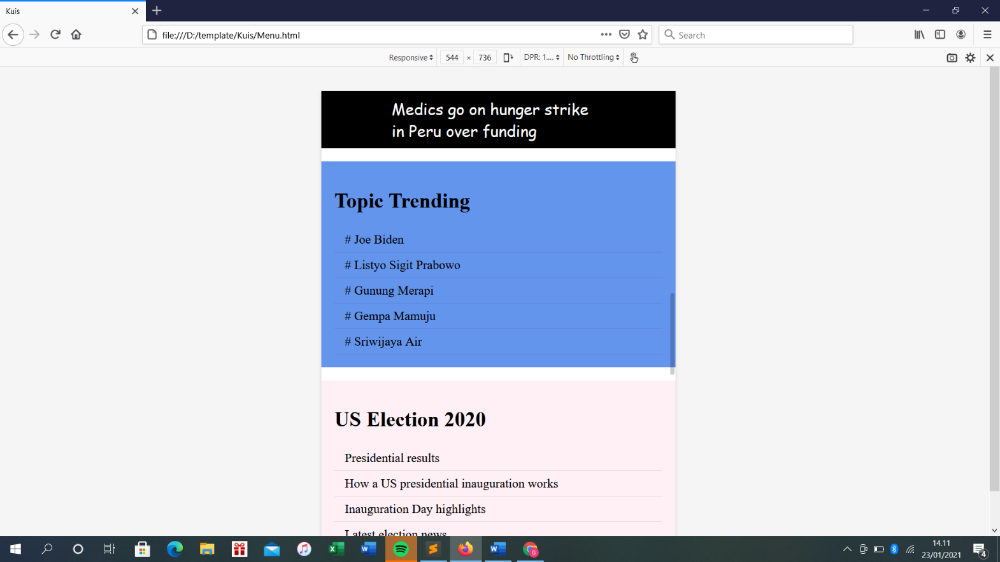 Kuis
file:///D:/template/Kuis/Menu.html
Search
Responsive 544 × 736 DPR: 1.... No Throttling
Medics go on hunger strike
in Peru over funding
Topic Trending
# Joe Biden
# Listyo Sigit Prabowo
# Gunung Merapi
# Gempa Mamuju
# Sriwijaya Air
US Election 2020
Presidential results
How a US presidential inauguration works
Inauguration Day highlights
Latest election news
14.11
23/01/2021
4